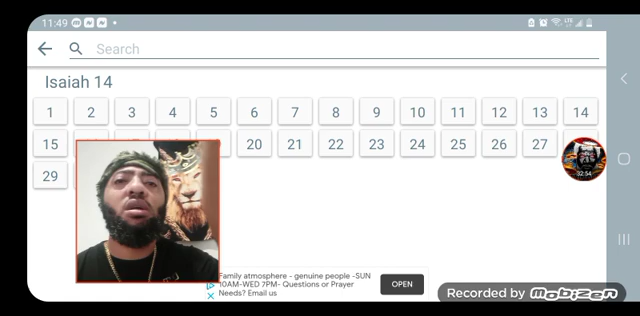 11:49
LTE
Search
Isaiah 14
1 2 3 4 5 6 7 8 9 10 11 12 13 14
15 20 21 22 23 24 25 26 27
32:54
29
Family atmosphere - genuine people -SUN
10AM-WED 7PM- Questions or Prayer
Needs? Email us
OPEN
Recorded by Mobizen